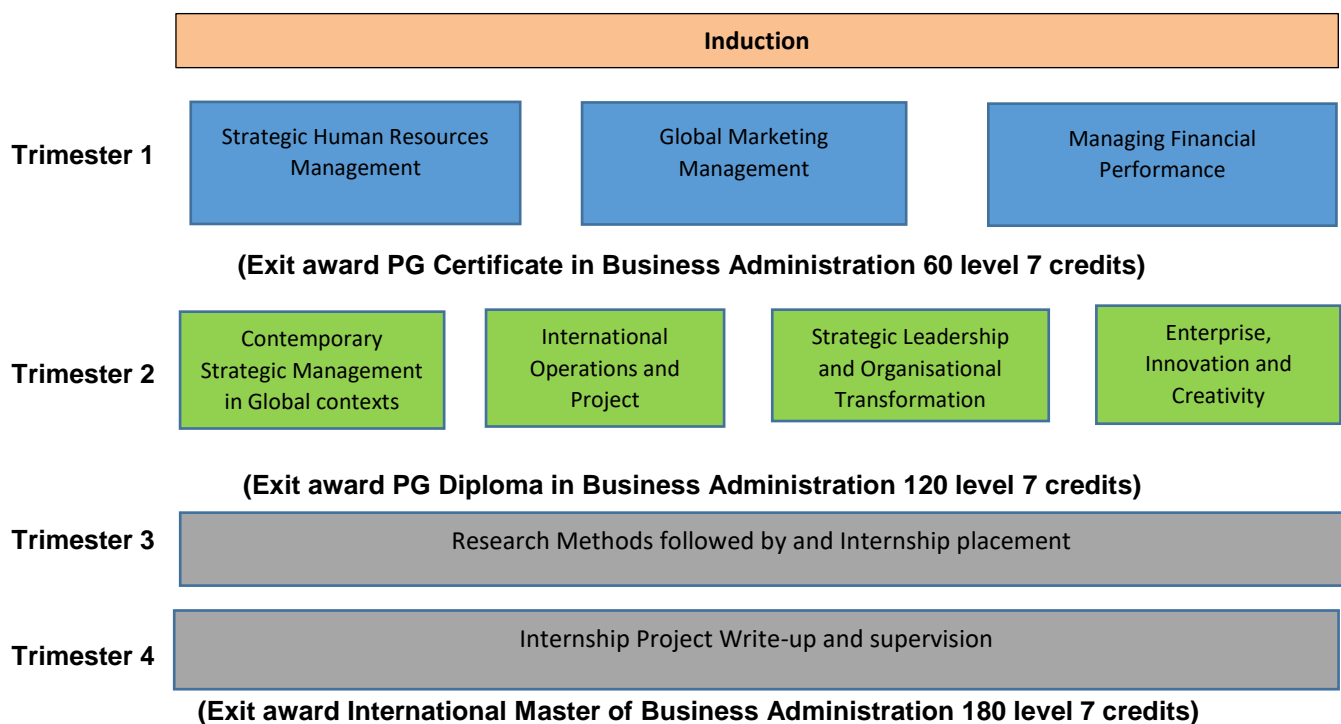 Induction
Trimester 1
Strategic Human Resources
Management
Global Marketing
Management
Managing Financial
Performance
(Exit award PG Certificate in Business Administration 60 level 7 credits)
Trimester 2
Contemporary
Strategic Management
in Global contexts
International
Operations and
Project
Strategic Leadership
and Organisational
Transformation
Enterprise,
Innovation and
Creativity
(Exit award PG Diploma in Business Administration 120 level 7 credits)
Trimester 3
Research Methods followed by and Internship placement
Trimester 4
Internship Project Write-up and supervision
(Exit award International Master of Business Administration 180 level 7 credits)